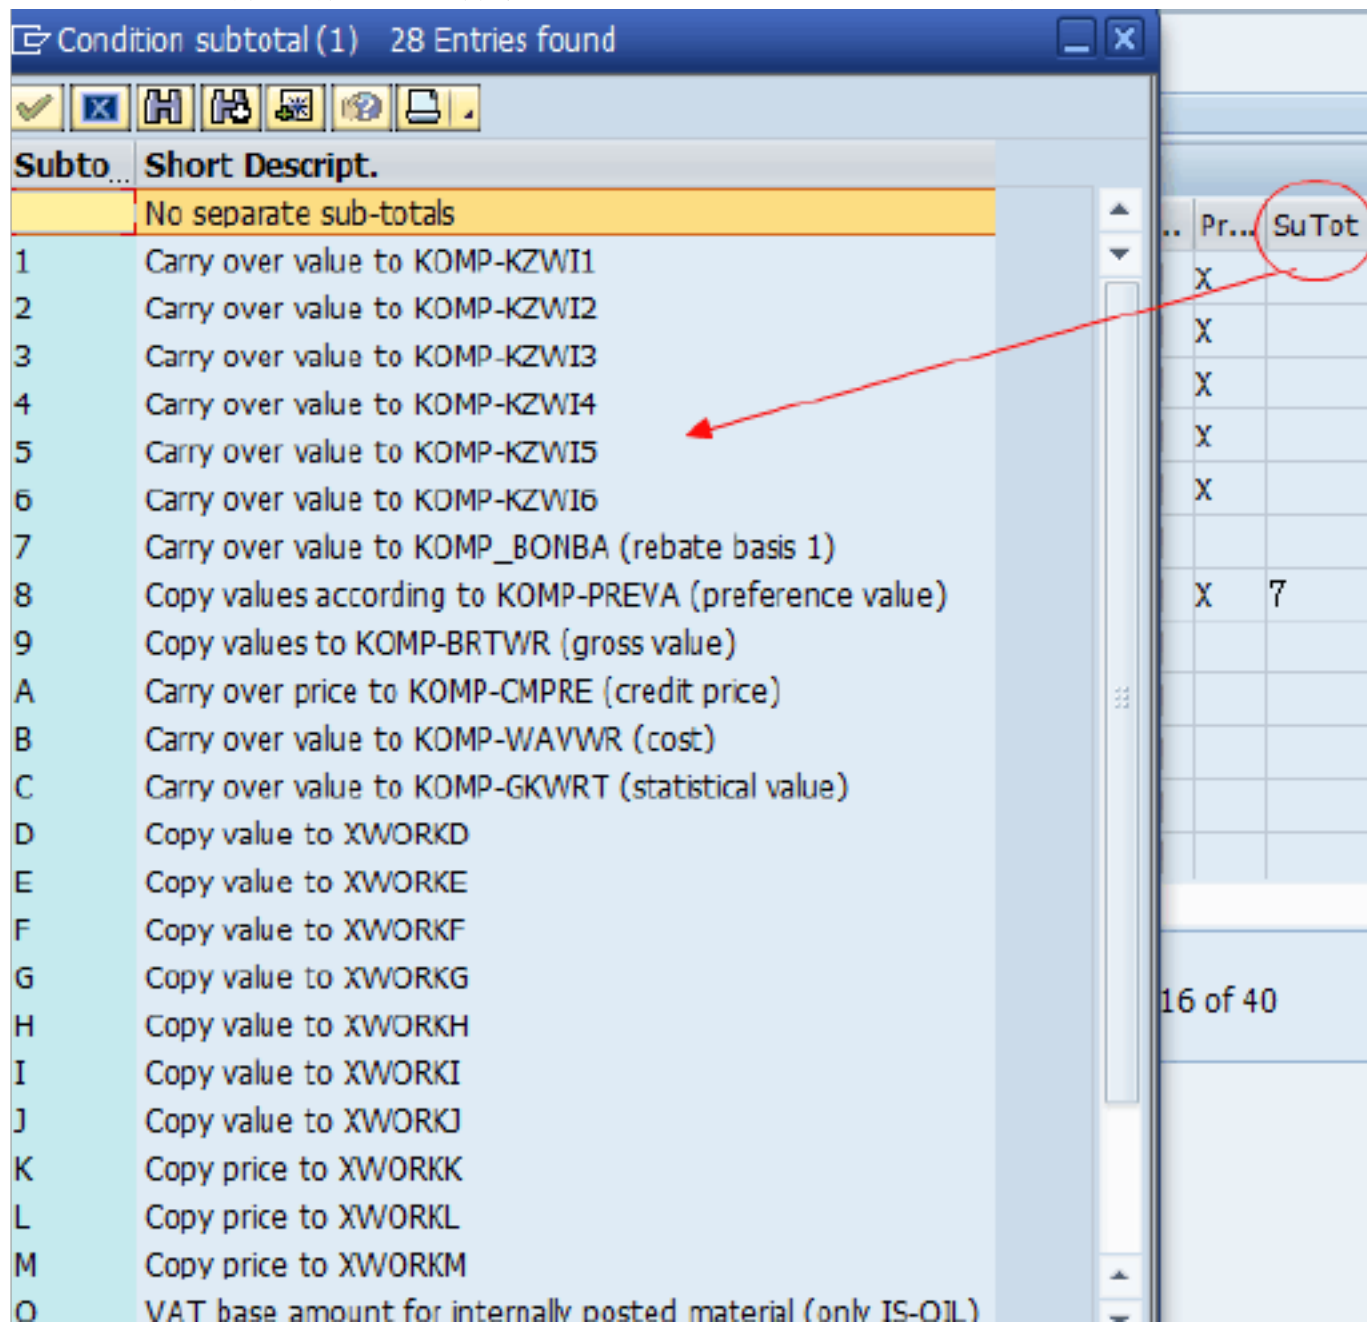 Condition subtotal (1) 28 Entries found
Subto... Short Descript.
No separate sub-totals
1 Carry over value to KOMP-KZWI1
2 Carry over value to KOMP-KZWI2
3 Carry over value to KOMP-KZWI3
4 Carry over value to KOMP-KZWI4
5 Carry over value to KOMP-KZWI5
6 Carry over value to KOMP-KZWI6
7 Carry over value to KOMP_BONBA (rebate basis 1)
8 Copy values according to KOMP-PREVA (preference value)
9 Copy values to KOMP-BRTWR (gross value)
A Carry over price to KOMP-CMPRE (credit price)
B Carry over value to KOMP-WAVWR (cost)
C Carry over value to KOMP-GKWRT (statistical value)
D Copy value to XWORKD
E Copy value to XWORKE
F Copy value to XWORKF
G Copy value to XWORKG
H Copy value to XWORKH
I Copy value to XWORKI
J Copy value to XWORKJ
K Copy price to XWORKK
L Copy price to XWORKL
M Copy price to XWORKM
O VAT base amount for internally posted material (only IS-OIL)
.. Pr... SuTot
X
X
X
X
X
X 7
16 of 40